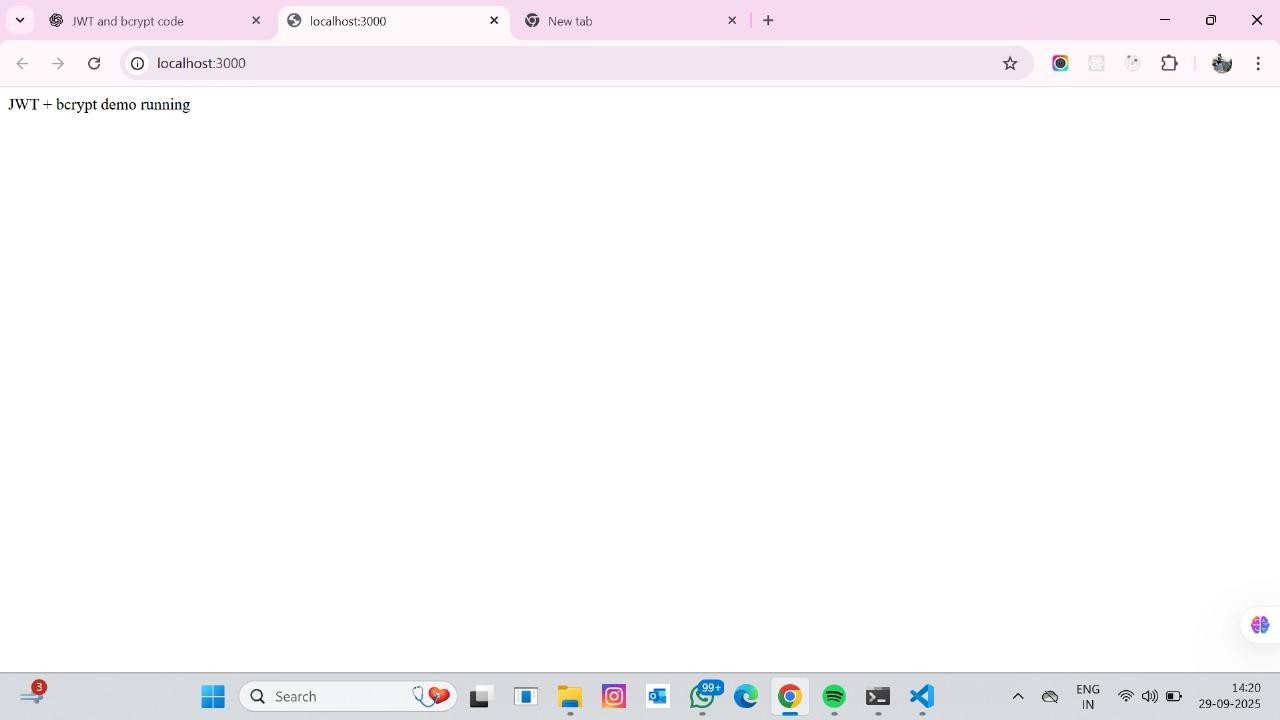 JWT and bcrypt code
localhost:3000
New tab
localhost:3000
JWT + bcrypt demo running
3
Search
99+
ENG
IN
14:20
29-09-2025